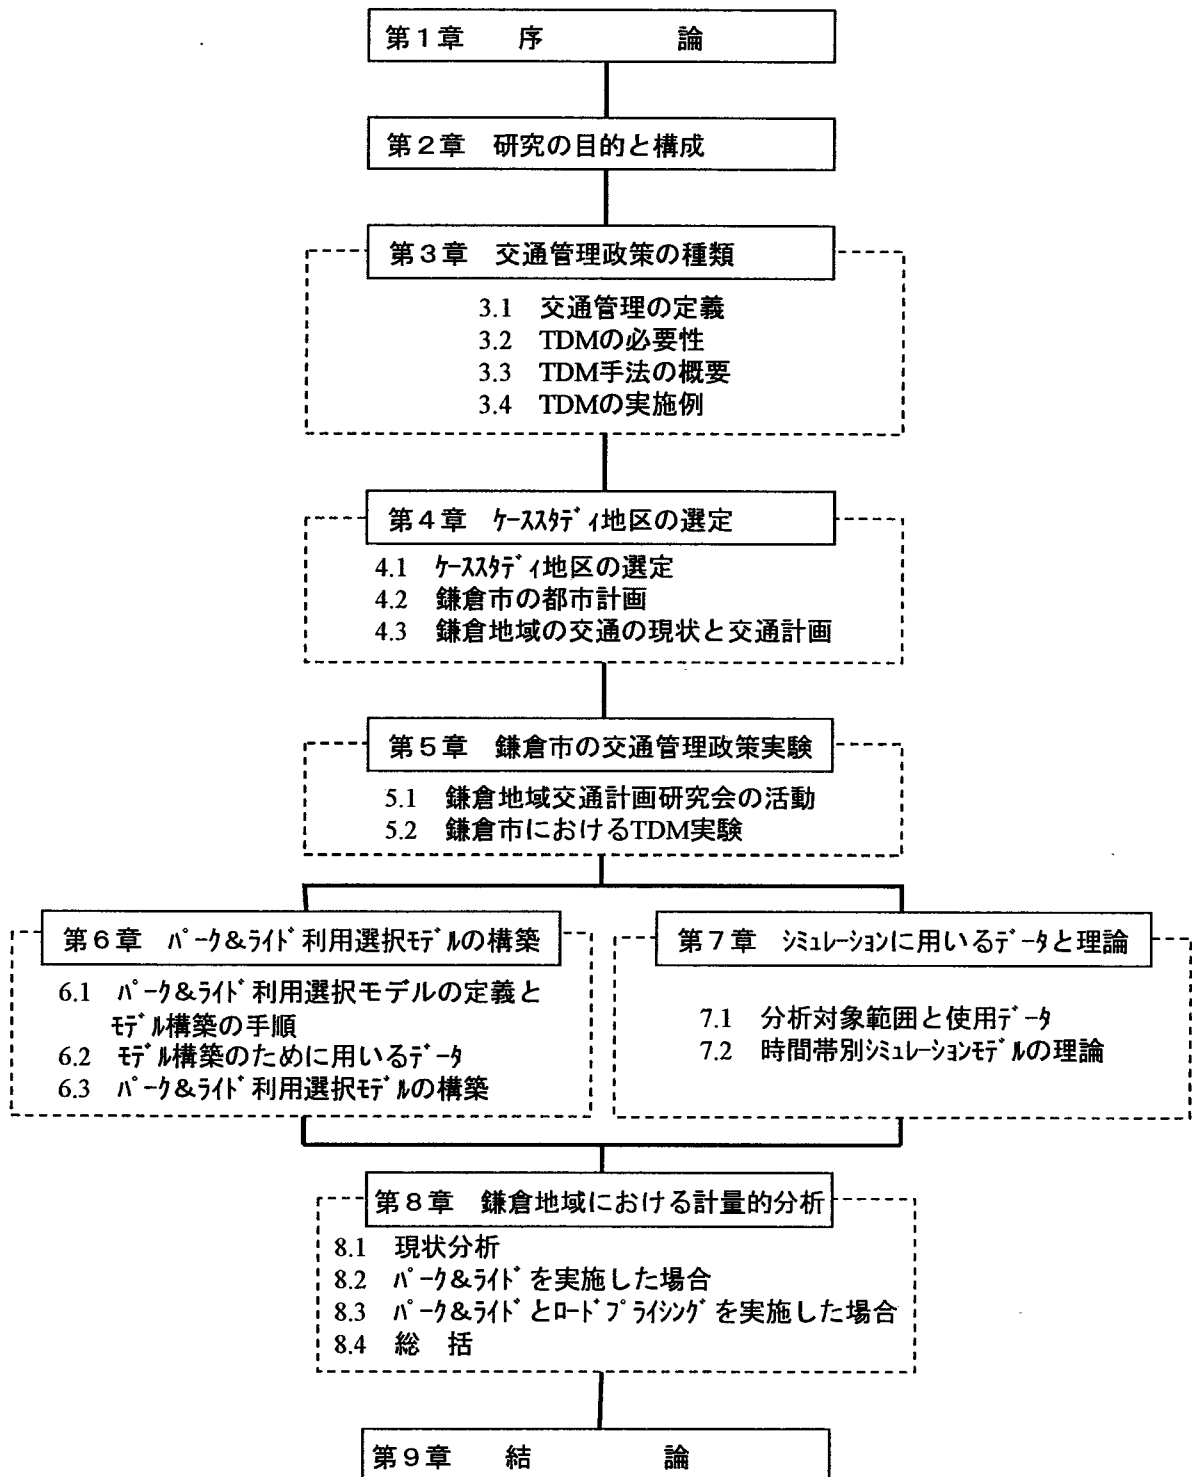 第1章　序　　　論
第2章　研究の目的と構成
第3章　交通管理政策の種類
3.1　交通管理の定義
3.2　TDMの必要性
3.3　TDM手法の概要
3.4　TDMの実施例
第4章　ｹｰｽｽﾀﾃﾞｨ地区の選定
4.1　ｹｰｽｽﾀﾃﾞｨ地区の選定
4.2　鎌倉市の都市計画
4.3　鎌倉地域の交通の現状と交通計画
第5章　鎌倉市の交通管理政策実験
5.1　鎌倉地域交通計画研究会の活動
5.2　鎌倉市におけるTDM実験
第6章　ﾊﾟｰｸ&ﾗｲﾄﾞ利用選択ﾓﾃﾞﾙの構築
6.1　ﾊﾟｰｸ&ﾗｲﾄﾞ利用選択モデルの定義と
ﾓﾃﾞﾙ構築の手順
6.2　ﾓﾃﾞﾙ構築のために用いるﾃﾞｰﾀ
6.3　ﾊﾟｰｸ&ﾗｲﾄﾞ利用選択ﾓﾃﾞﾙの構築
第7章　ｼﾐｭﾚｰｼｮﾝに用いるﾃﾞｰﾀと理論
7.1　分析対象範囲と使用ﾃﾞｰﾀ
7.2　時間帯別ｼﾐｭﾚｰｼｮﾝﾓﾃﾞﾙの理論
第8章　鎌倉地域における計量的分析
8.1　現状分析
8.2　ﾊﾟｰｸ&ﾗｲﾄﾞを実施した場合
8.3　ﾊﾟｰｸ&ﾗｲﾄﾞとﾛｰﾄﾞﾌﾟﾗｲｼﾝｸﾞを実施した場合
8.4　総　括
第9章　結　　　論